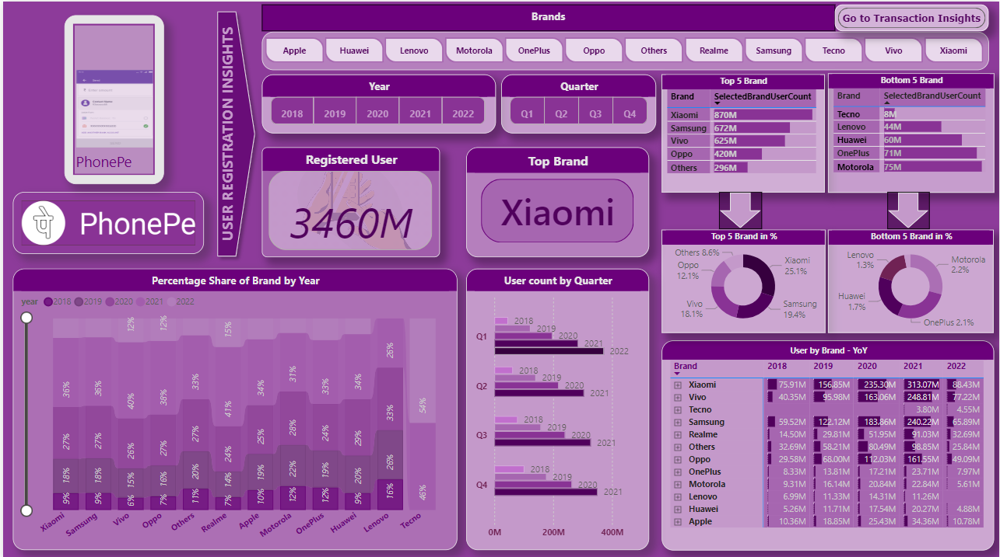 Brands
Go to Transaction Insights
Apple Huawei Lenovo Motorola OnePlus Oppo Others Realme Samsung Tecno Vivo Xiaomi
USER REGISTRATION INSIGHTS
PhonePe
पे PhonePe
Year
2018 2019 2020 2021 2022
Quarter
Q1 Q2 Q3 Q4
Registered User
3460M
Top Brand
Xiaomi
Top 5 Brand
Brand SelectedBrandUserCount
Xiaomi 870M
Samsung 672M
Vivo 625M
Oppo 420M
Others 296M
Bottom 5 Brand
Brand SelectedBrandUserCount
Tecno 8M
Lenovo 44M
Huawei 60M
OnePlus 71M
Motorola 75M
Top 5 Brand in %
Others 8.6%
Oppo
12.1%
Vivo
18.1%
Xiaomi
25.1%
Samsung
19.4%
Bottom 5 Brand in %
Lenovo
1.3%
Huawei
1.7%
Motorola
2.2%
OnePlus 2.1%
Percentage Share of Brand by Year
year 2018 2019 2020 2021 2022
12% 12% 15%
36% 36% 40% 38% 33% 41% 34% 31% 33% 34% 26% 54%
27% 27% 26% 27% 27% 24% 25% 28% 24% 29% 33%
18% 18% 15% 16% 20% 14% 19% 22% 19% 20% 26%
9% 9% 6% 7% 11% 7% 10% 12% 12% 9% 16% 46%
Xiaomi Samsung Vivo Oppo Others Realme Apple Motorola OnePlus Huawei Lenovo Tecno
User count by Quarter
Q1
2018
2019
2020
2021
2022
Q2
2018
2019
2020
2021
Q3
2018
2019
2020
2021
Q4
2018
2019
2020
2021
0M 200M 400M
User by Brand - YoY
Brand 2018 2019 2020 2021 2022
Xiaomi 75.91M 156.85M 235.30M 313.07M 88.43M
Vivo 40.35M 95.98M 163.06M 248.81M 77.22M
Tecno 3.80M 4.55M
Samsung 59.52M 122.12M 183.86M 240.22M 65.89M
Realme 14.50M 29.81M 51.95M 91.03M 32.69M
Others 32.69M 58.21M 80.49M 98.85M 25.84M
Oppo 29.58M 68.00M 112.03M 161.55M 49.09M
OnePlus 8.33M 13.81M 17.21M 23.71M 7.97M
Motorola 9.31M 16.14M 20.84M 22.84M 5.61M
Lenovo 6.99M 11.33M 14.31M 11.26M
Huawei 5.26M 11.71M 17.54M 20.27M 4.88M
Apple 10.36M 18.85M 25.43M 34.36M 10.78M